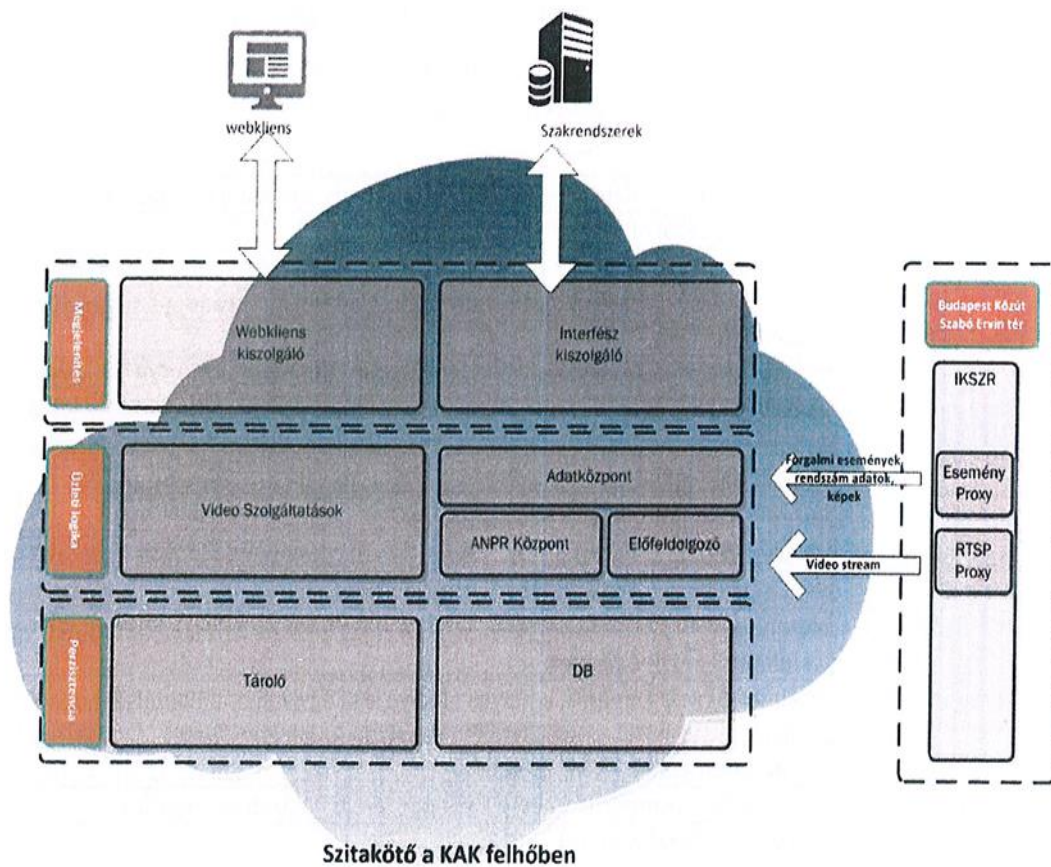 webkliens
Szakrendszerek
Megjelenítés
Webkliens
kiszolgáló
Interfész
kiszolgáló
Budapest Közút
Szabó Ervin tér
IKSZR
Üzleti logika
Video Szolgáltatások
Adatközpont
ANPR Központ
Előfeldolgozó
Forgalmi események,
rendszám adatok,
képek
Esemény
Proxy
Video stream
RTSP
Proxy
Perzisztencia
Tároló
DB
Szitakötő a KAK felhőben